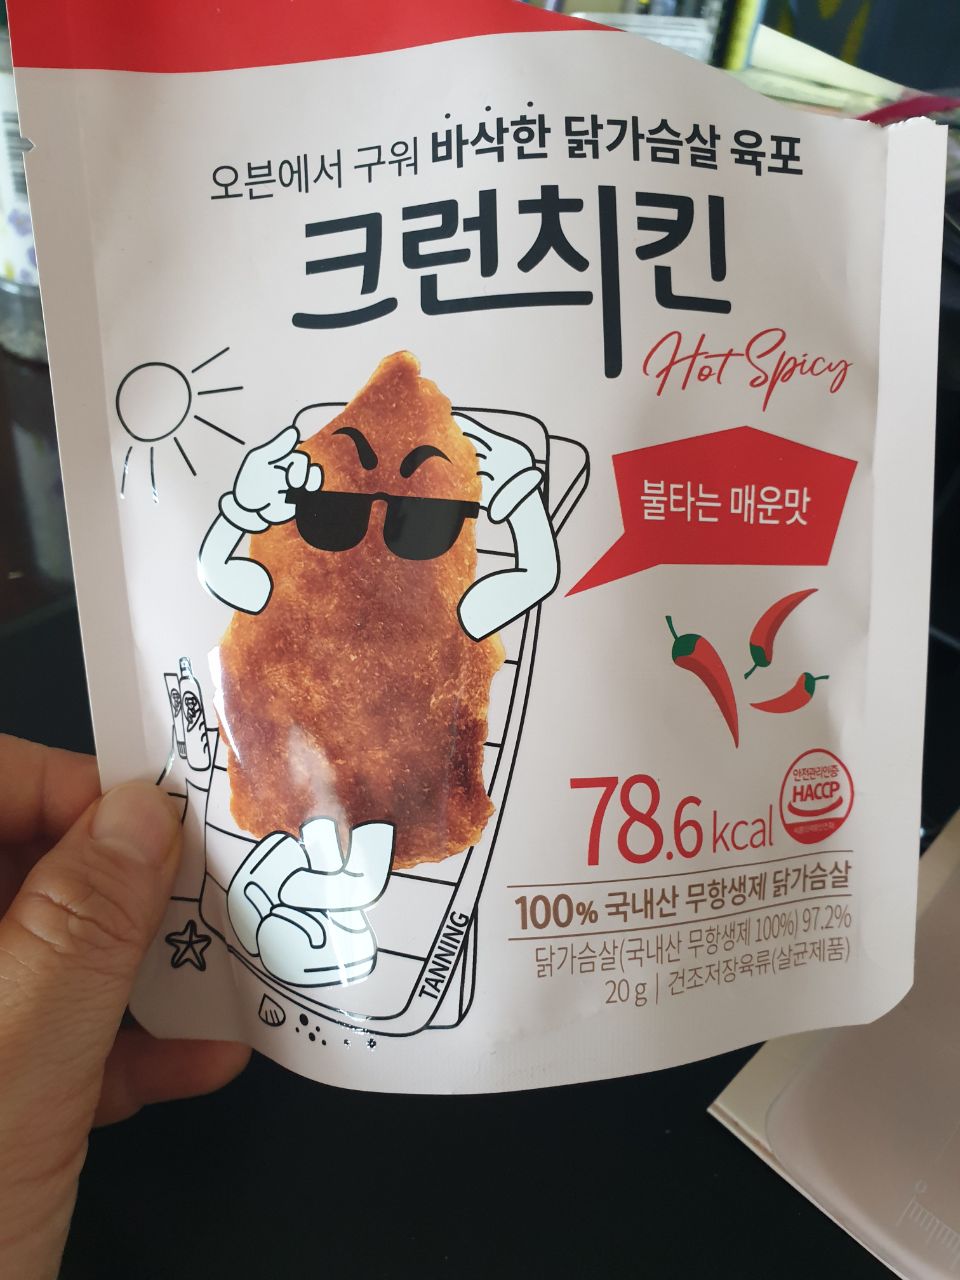 오븐에서 구워 바삭한 닭가슴살 육포
크런치킨
Hot Spicy
불타는 매운맛
78.6 kcal
안전관리인증
HACCP
100% 국내산 무항생제 닭가슴살
닭가슴살(국내산 무항생제 100%) 97.2%
20 g | 건조저장육류(살균제품)
TANNING